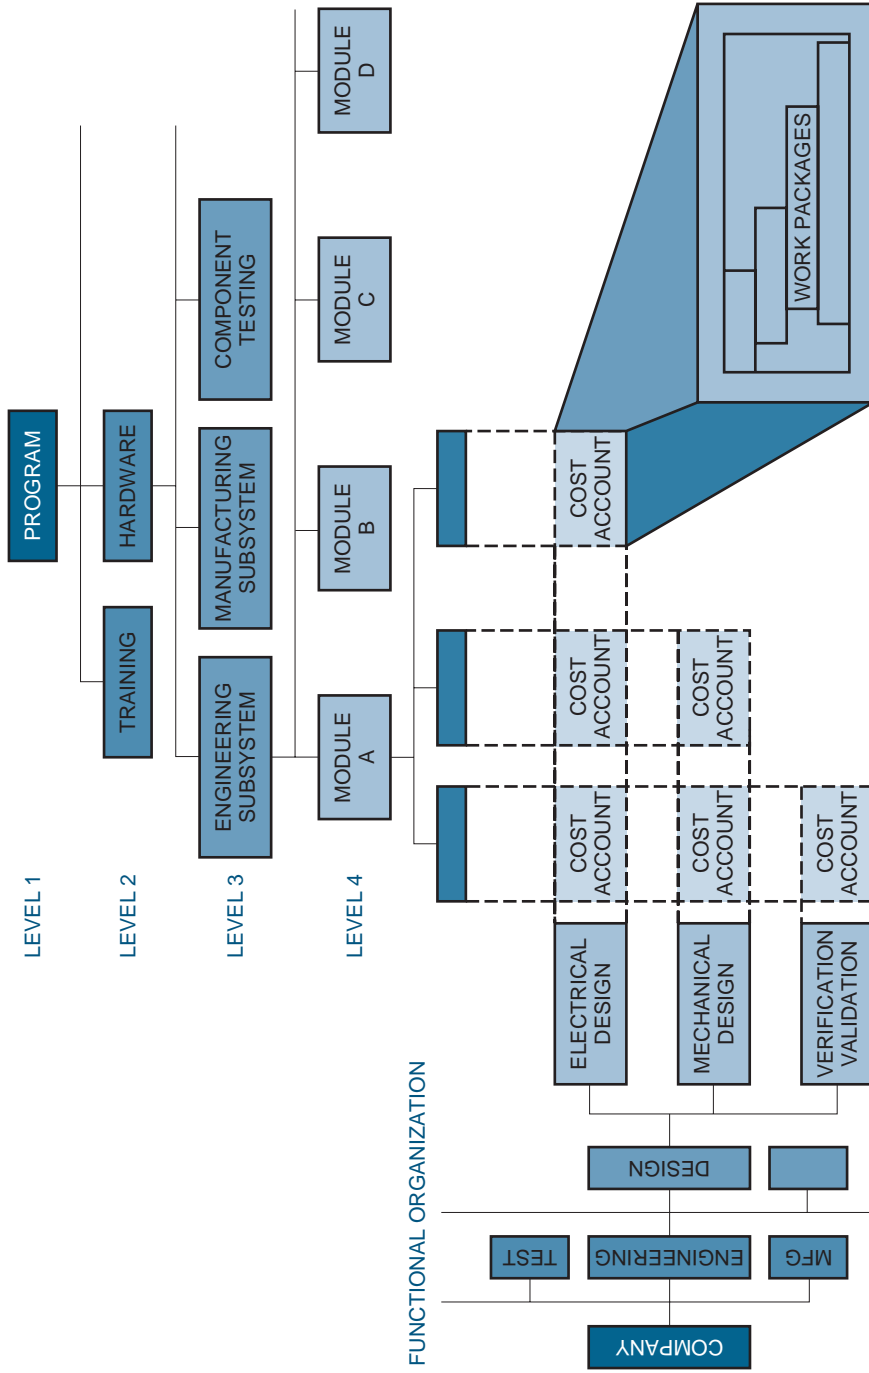 LEVEL 1
PROGRAM
LEVEL 2
TRAINING
HARDWARE
LEVEL 3
ENGINEERING
SUBSYSTEM
MANUFACTURING
SUBSYSTEM
COMPONENT
TESTING
LEVEL 4
MODULE
A
MODULE
B
MODULE
C
MODULE
D
FUNCTIONAL ORGANIZATION
COMPANY
TEST
ENGINEERING
MFG
DESIGN
ELECTRICAL
DESIGN
COST
ACCOUNT
COST
ACCOUNT
COST
ACCOUNT
MECHANICAL
DESIGN
COST
ACCOUNT
COST
ACCOUNT
VERIFICATION
VALIDATION
COST
ACCOUNT
WORK PACKAGES